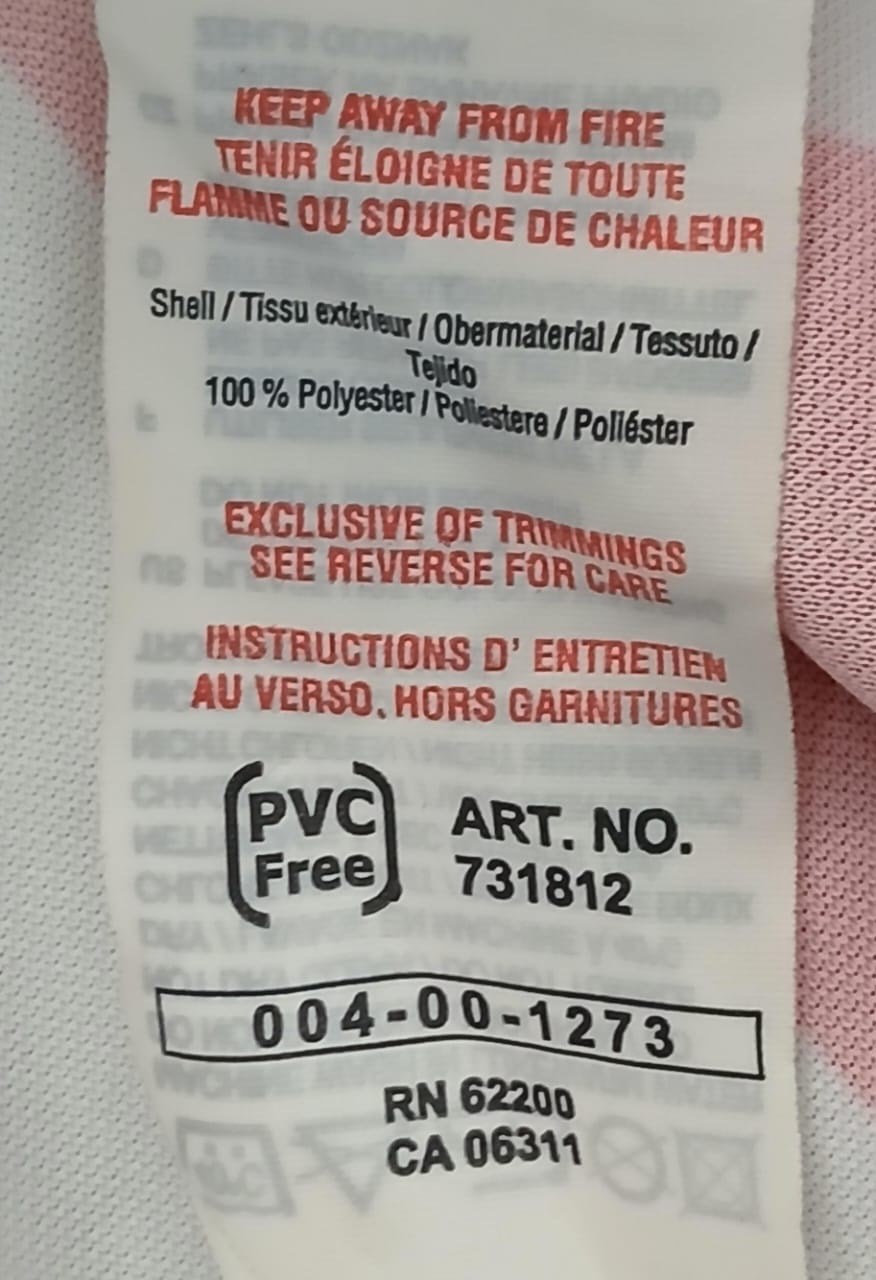 KEEP AWAY FROM FIRE
TENIR ÉLOIGNE DE TOUTE
FLAMME OU SOURCE DE CHALEUR
Shell / Tissu extérieur / Obermaterial / Tessuto /
Tejido
100 % Polyester / Poliestere / Poliéster
EXCLUSIVE OF TRIMMINGS
SEE REVERSE FOR CARE
INSTRUCTIONS D' ENTRETIEN
AU VERSO. HORS GARNITURES
(PVC Free)
ART. NO.
731812
004-00-1273
RN 62200
CA 06311